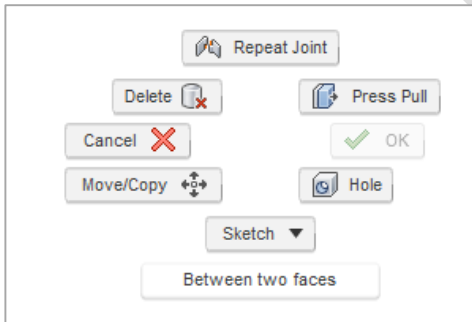 Repeat Joint
Delete
Press Pull
Cancel
OK
Move/Copy
Hole
Sketch
Between two faces